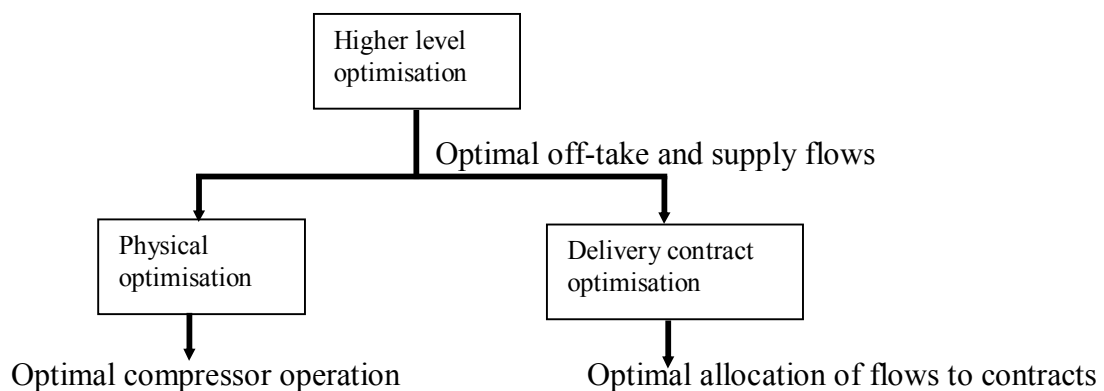 Higher level
optimisation
Optimal off-take and supply flows
Physical
optimisation
Delivery contract
optimisation
Optimal compressor operation
Optimal allocation of flows to contracts